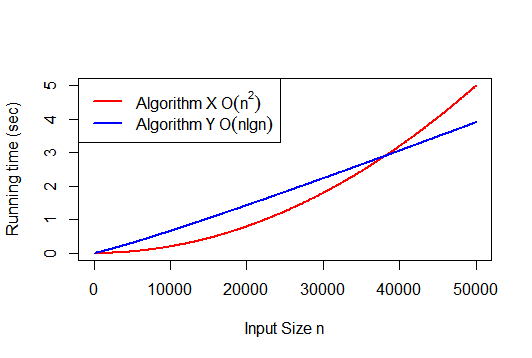 Algorithm X O(n²)
Algorithm Y O(nlgn)
Running time (sec)
5
4
3
2
1
0
0 10000 20000 30000 40000 50000
Input Size n